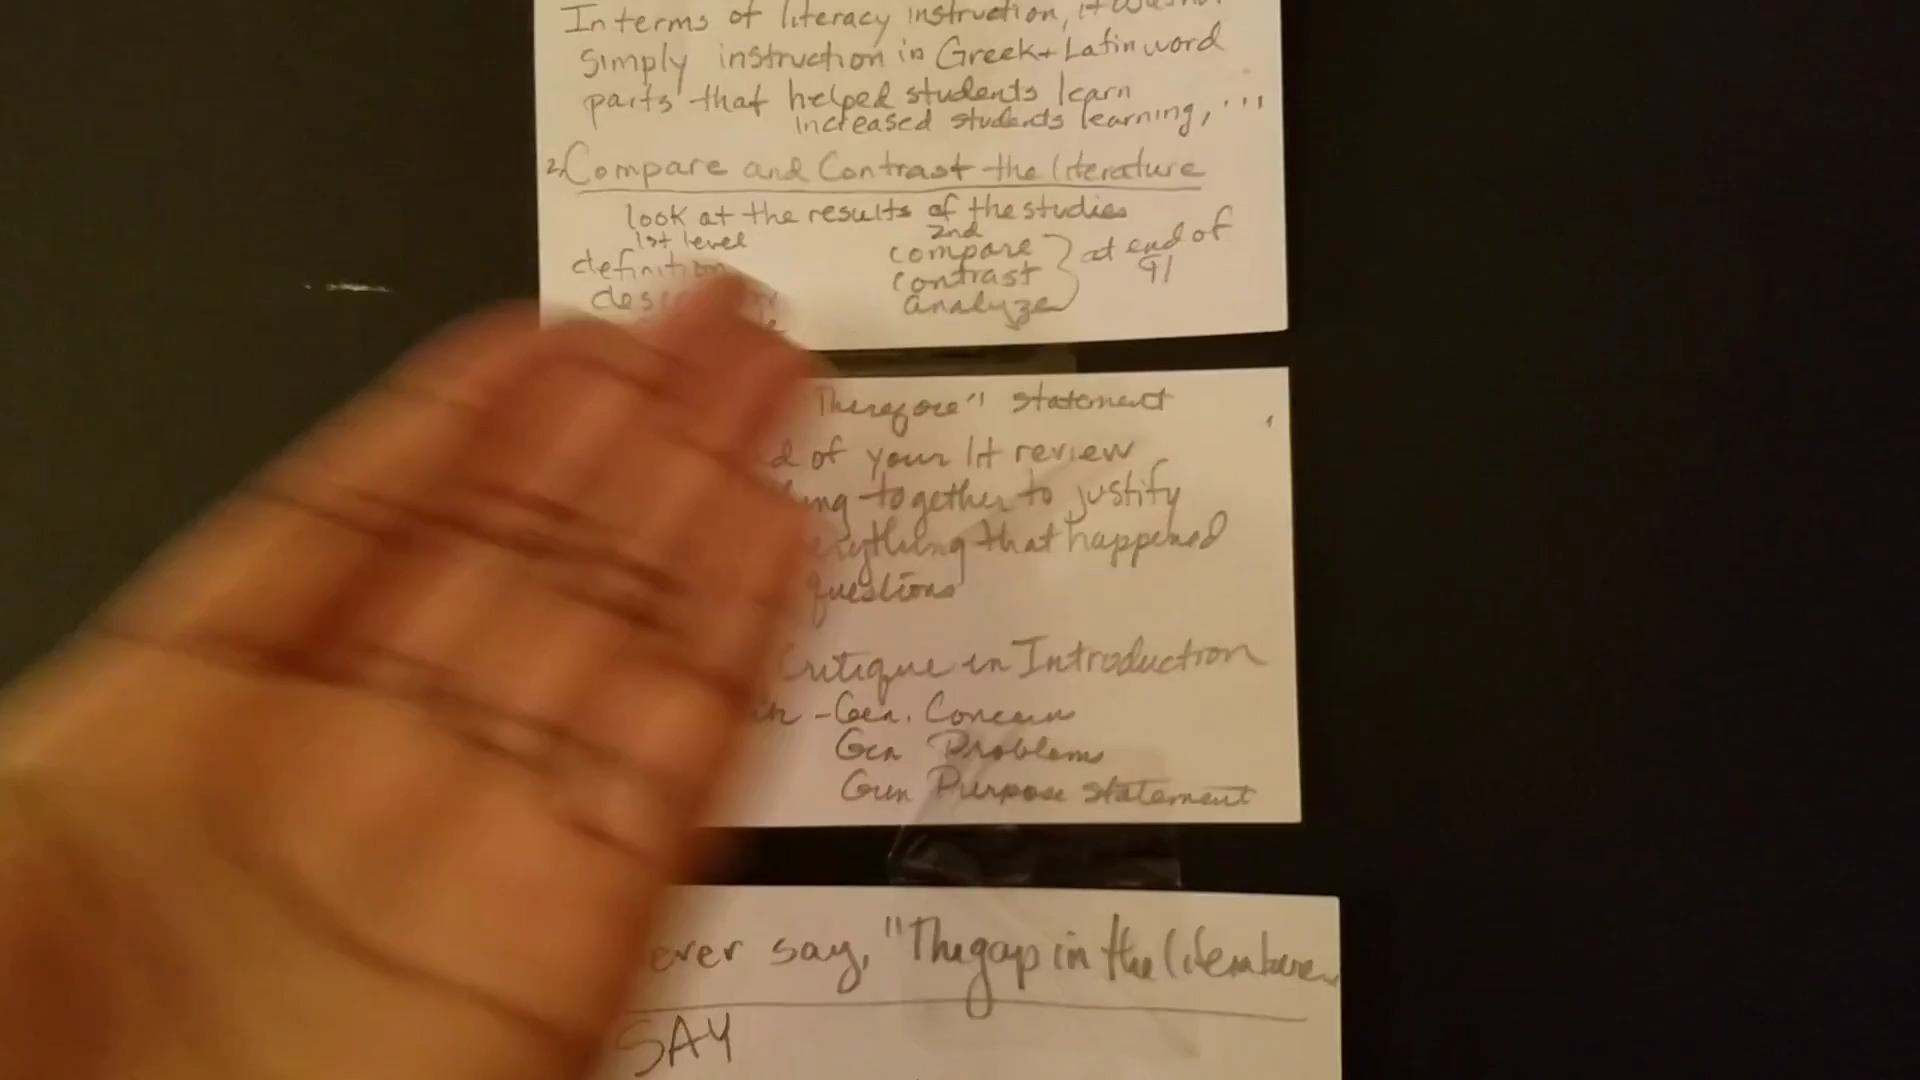 In terms of literacy instruction, it was not
simply instruction in Greek + Latin word
parts that helped students learn
increased students learning, '''
2. Compare and Contrast the literature
look at the results of the studies
1st level 2nd
definition compare
contrast
analyze
at end of
¶
"Therefore" statement
of your lit review
together to justify
everything that happened
questions
Critique in Introduction
- Gen. Concern
Gen Problem
Gen Purpose statement
say, "The gap in the literature
SAY